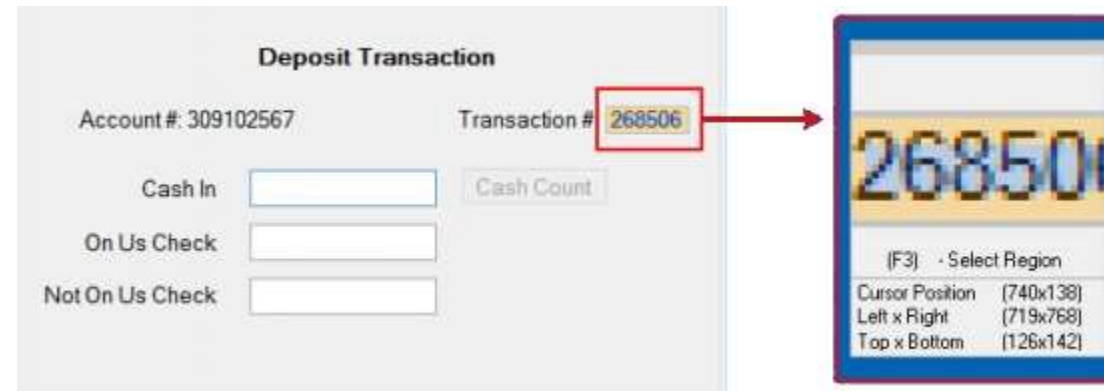 Deposit Transaction
Account #: 309102567 Transaction # 268506
Cash In Cash Count
On Us Check
Not On Us Check
268506
(F3) - Select Region
Cursor Position (740x138)
Left x Right (719x768)
Top x Bottom (126x142)